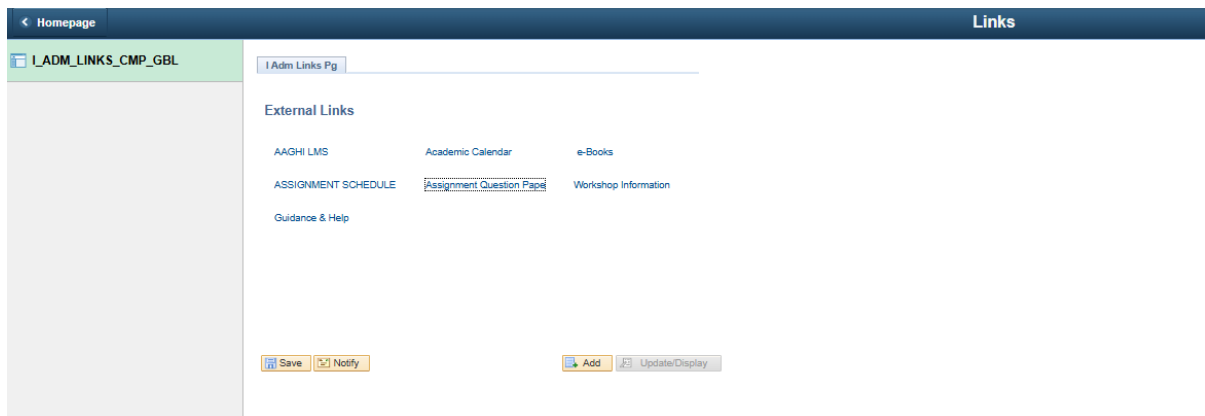 Homepage
Links
I_ADM_LINKS_CMP_GBL
I Adm Links Pg
External Links
AAGHI LMS Academic Calendar e-Books
ASSIGNMENT SCHEDULE Assignment Question Pape Workshop Information
Guidance & Help
Save Notify Add Update/Display